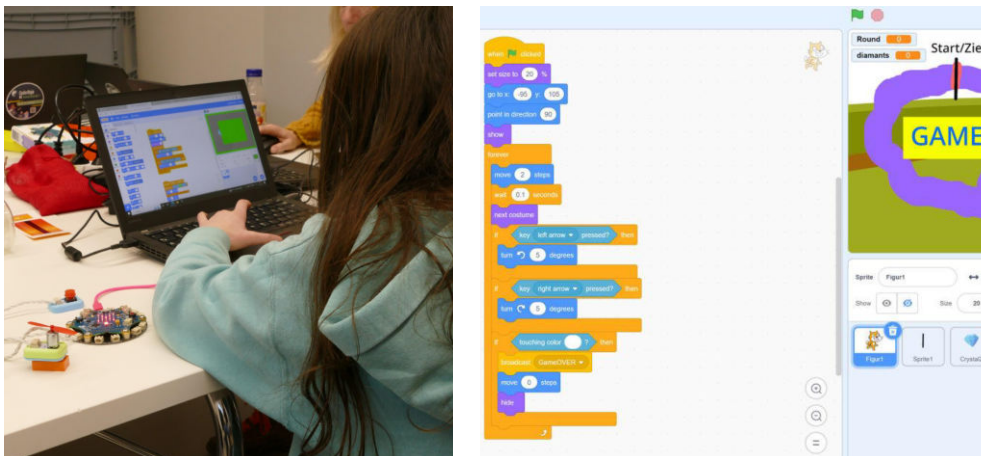 when clicked
set size to 20 %
go to x: -95 y: 105
point in direction 90
show
forever
move 2 steps
wait 0.1 seconds
next costume
if key left arrow pressed? then
turn 5 degrees
if key right arrow pressed? then
turn 5 degrees
if touching color ? then
broadcast GameOVER
move 0 steps
hide
Round 0
diamants 0
Start/Zie
GAME
Sprite Figur1
Show Size 20
Figur1
Sprite1
Crystal